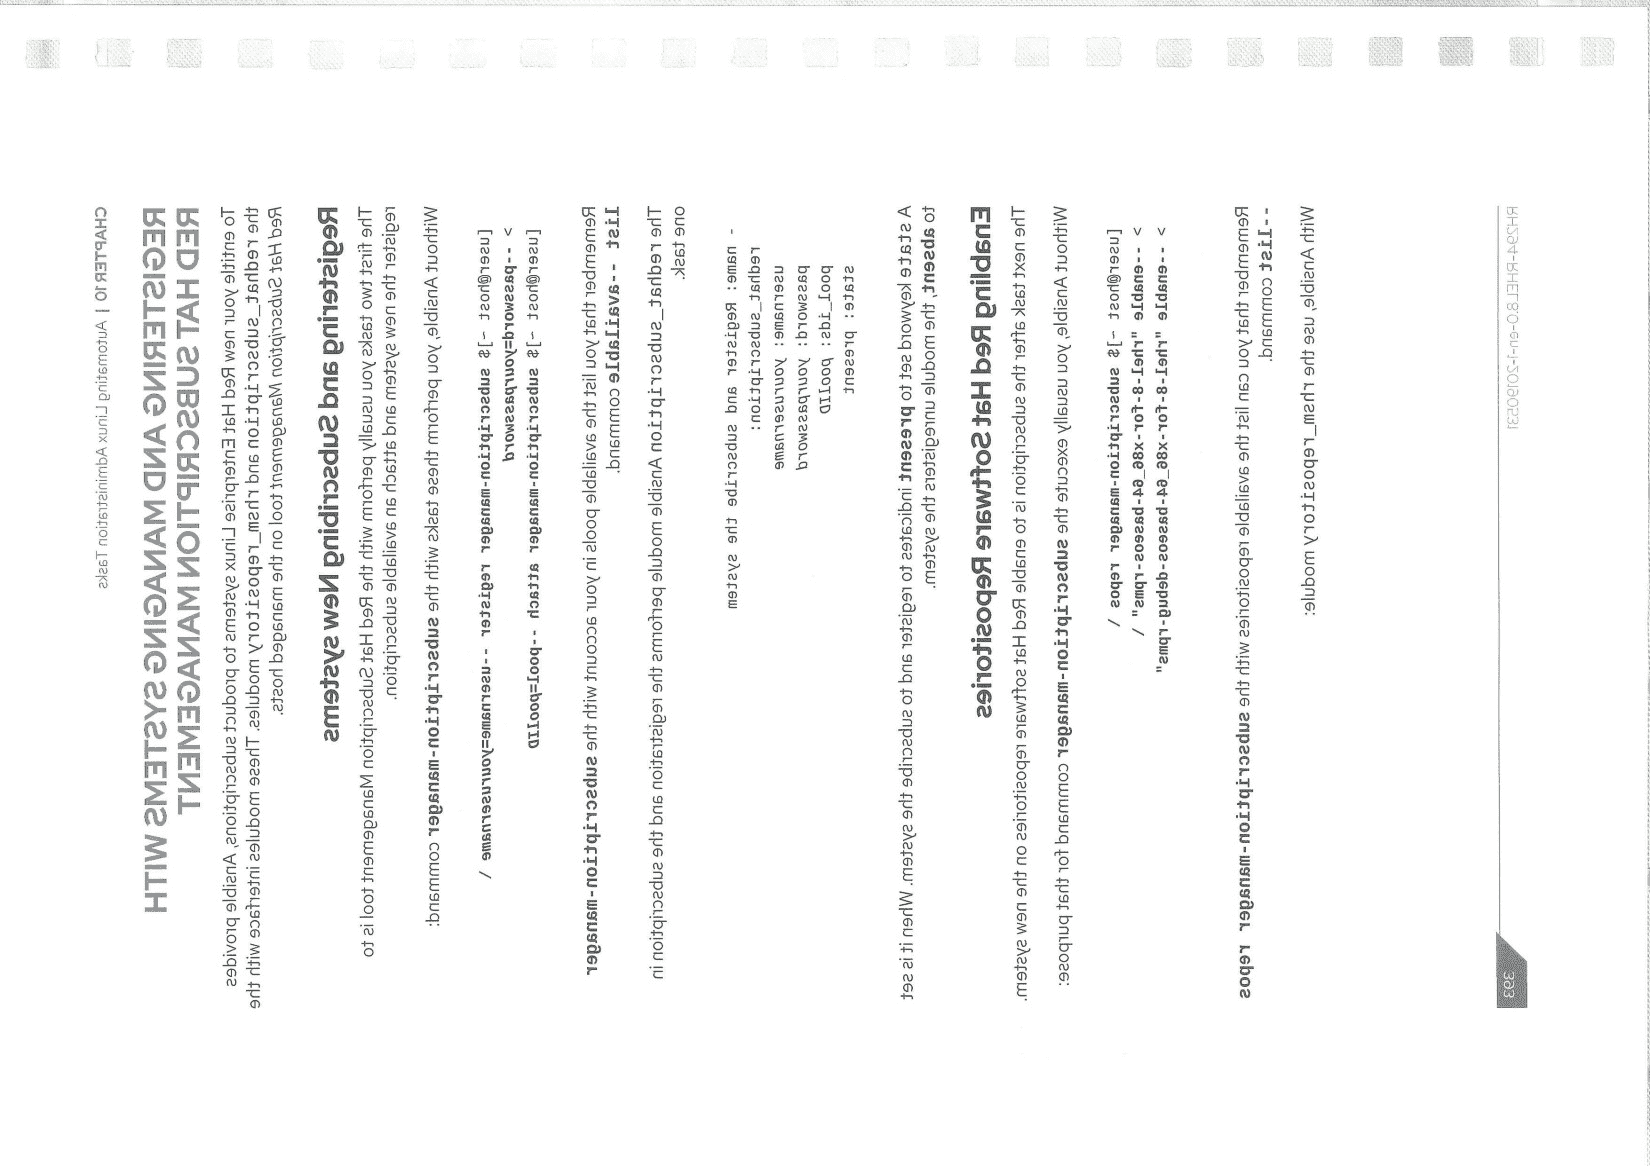 CHAPTER 10 | Automating Linux Administration Tasks
REGISTERING AND MANAGING SYSTEMS WITH
RED HAT SUBSCRIPTION MANAGEMENT
To entitle your new Red Hat Enterprise Linux systems to product subscriptions, Ansible provides
the redhat_subscription and rhsm_repository modules. These modules interface with the
Red Hat Subscription Management tool on the managed hosts.
Registering and Subscribing New Systems
The first two tasks you usually perform with the Red Hat Subscription Management tool is to
register the new systems and attach an available subscription.
Without Ansible, you perform these tasks with the subscription-manager command:
[user@host ~]$ subscription-manager register --username=yourusername \
> --password=yourpassword
[user@host ~]$ subscription-manager attach --pool=poolID
Remember that you list the available pools in your account with the subscription-manager
list --available command.
The redhat_subscription Ansible module performs the registration and the subscription in
one task.
- name: Register and subscribe the system
redhat_subscription:
username: yourusername
password: yourpassword
pool_ids: poolID
state: present
A state keyword set to present indicates to register and to subscribe the system. When it is set
to absent, the module unregisters the system.
Enabling Red Hat Software Repositories
The next task after the subscription is to enable Red Hat software repositories on the new system.
Without Ansible, you usually execute the subscription-manager command for that purpose:
[user@host ~]$ subscription-manager repos \
> --enable "rhel-8-for-x86_64-baseos-rpms" \
> --enable "rhel-8-for-x86_64-baseos-debug-rpms"
Remember that you can list the available repositories with the subscription-manager repos
--list command.
With Ansible, use the rhsm_repository module:
RH294-RHEL8.0-en-1-20190531
393